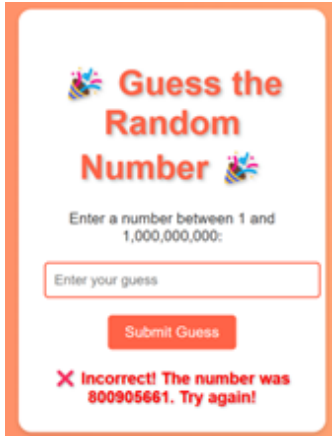 🎉 Guess the
Random
Number 🎉
Enter a number between 1 and
1,000,000,000:
Enter your guess
Submit Guess
❌ Incorrect! The number was
800905661. Try again!